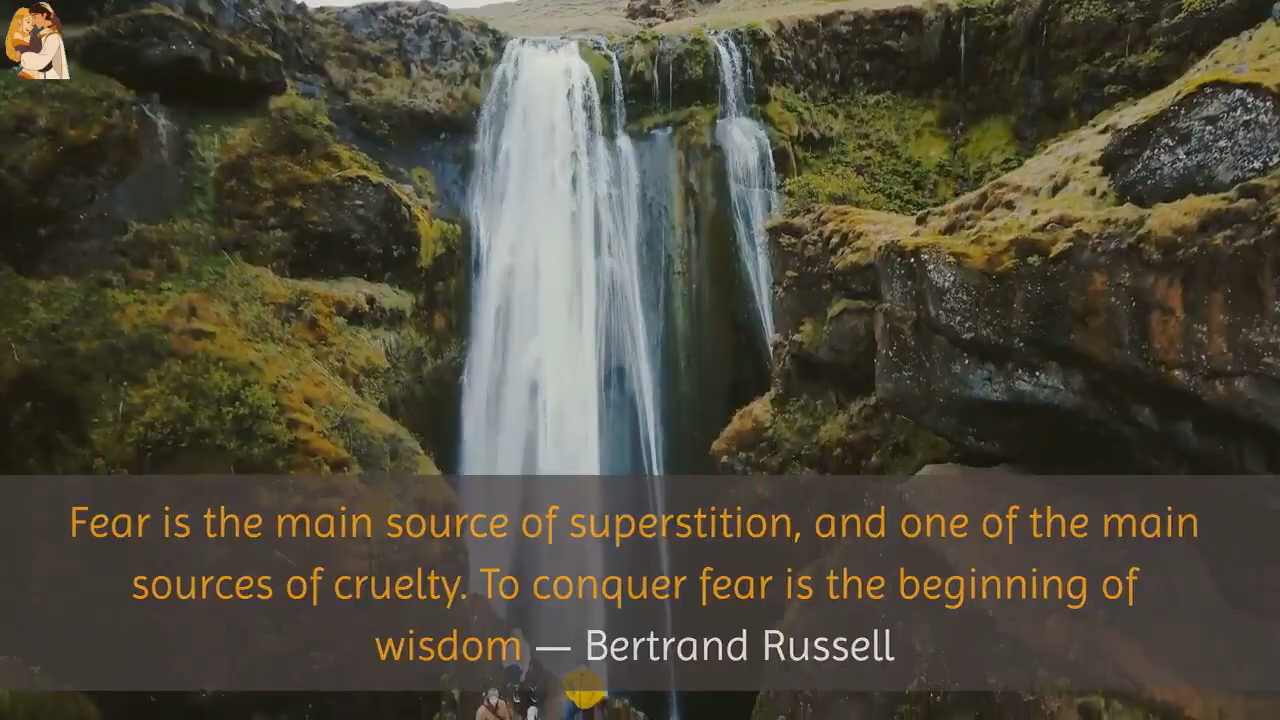 Fear is the main source of superstition, and one of the main
sources of cruelty. To conquer fear is the beginning of
wisdom — Bertrand Russell